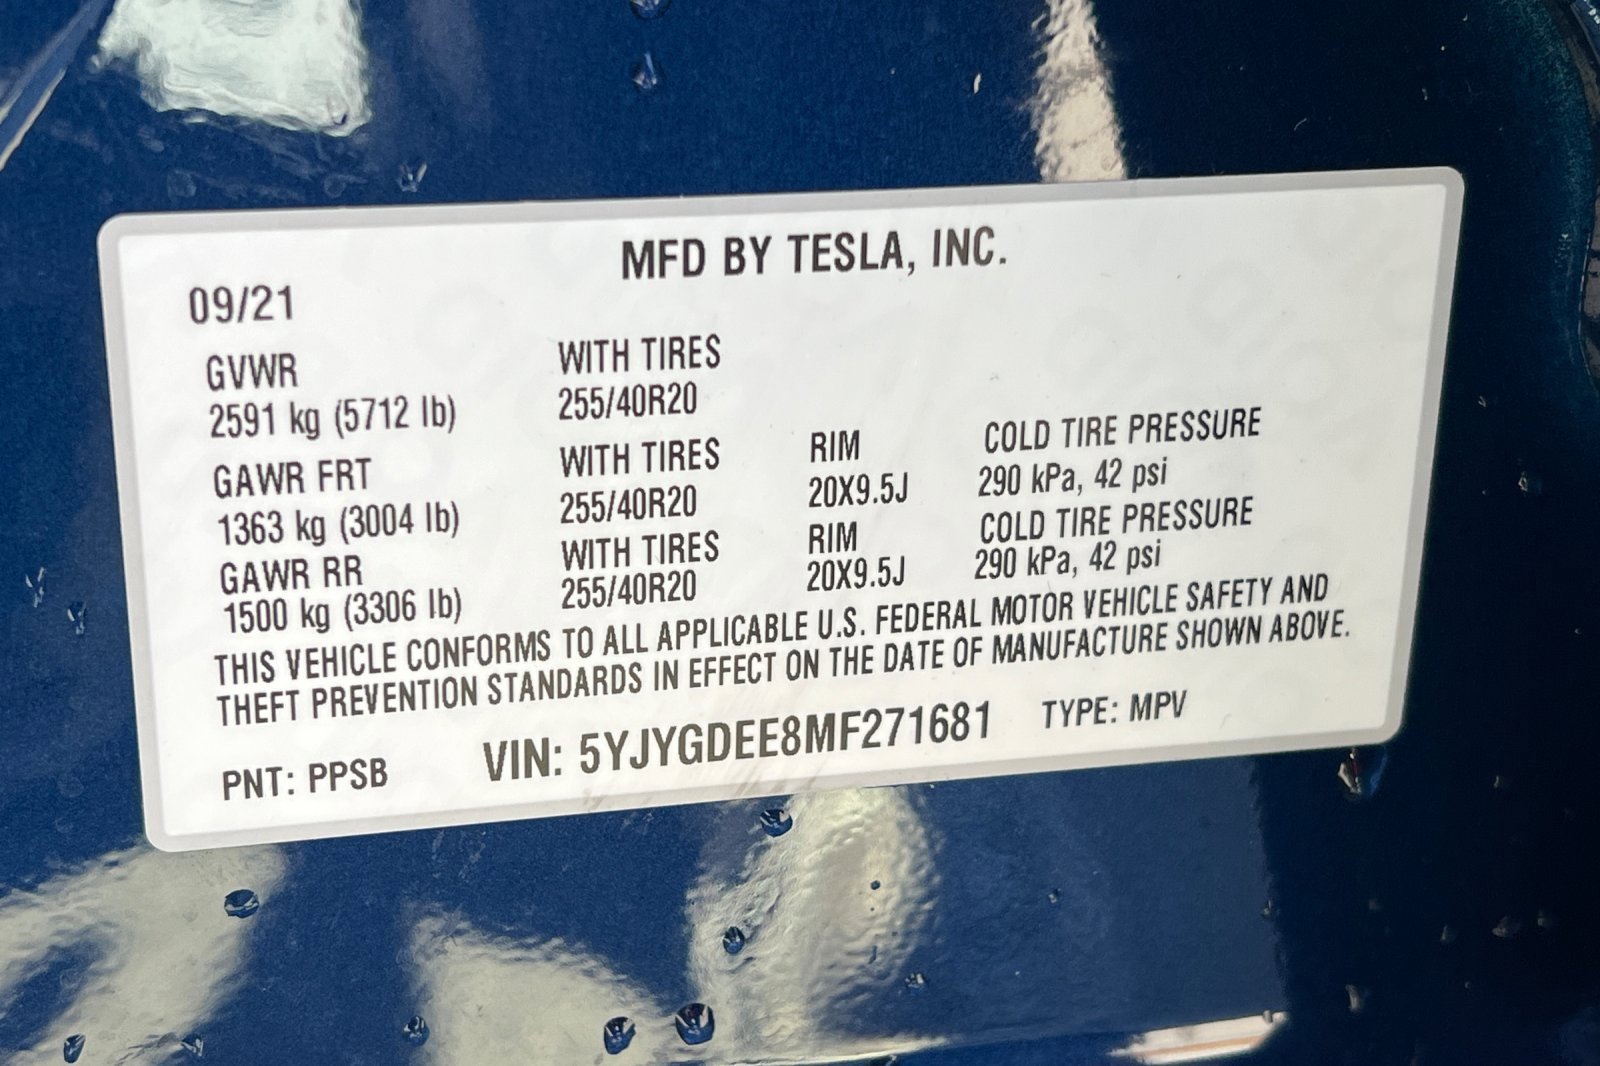 MFD BY TESLA, INC.
09/21
GVWR WITH TIRES
2591 kg (5712 lb) 255/40R20
GAWR FRT WITH TIRES RIM COLD TIRE PRESSURE
1363 kg (3004 lb) 255/40R20 20X9.5J 290 kPa, 42 psi
GAWR RR WITH TIRES RIM COLD TIRE PRESSURE
1500 kg (3306 lb) 255/40R20 20X9.5J 290 kPa, 42 psi
THIS VEHICLE CONFORMS TO ALL APPLICABLE U.S. FEDERAL MOTOR VEHICLE SAFETY AND
THEFT PREVENTION STANDARDS IN EFFECT ON THE DATE OF MANUFACTURE SHOWN ABOVE.
PNT: PPSB VIN: 5YJYGDEE8MF271681 TYPE: MPV